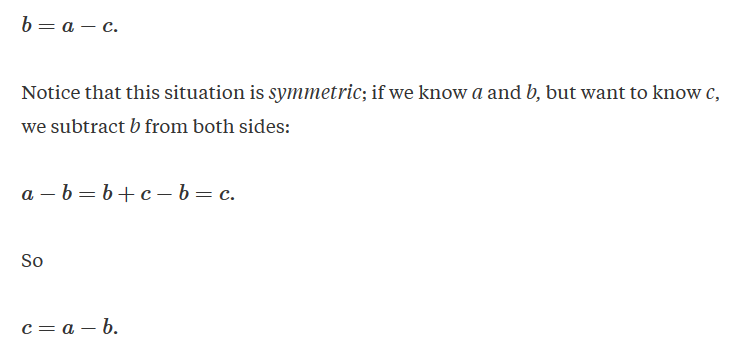 b = a − c.
Notice that this situation is symmetric; if we know a and b, but want to know c,
we subtract b from both sides:
a − b = b + c − b = c.
So
c = a − b.